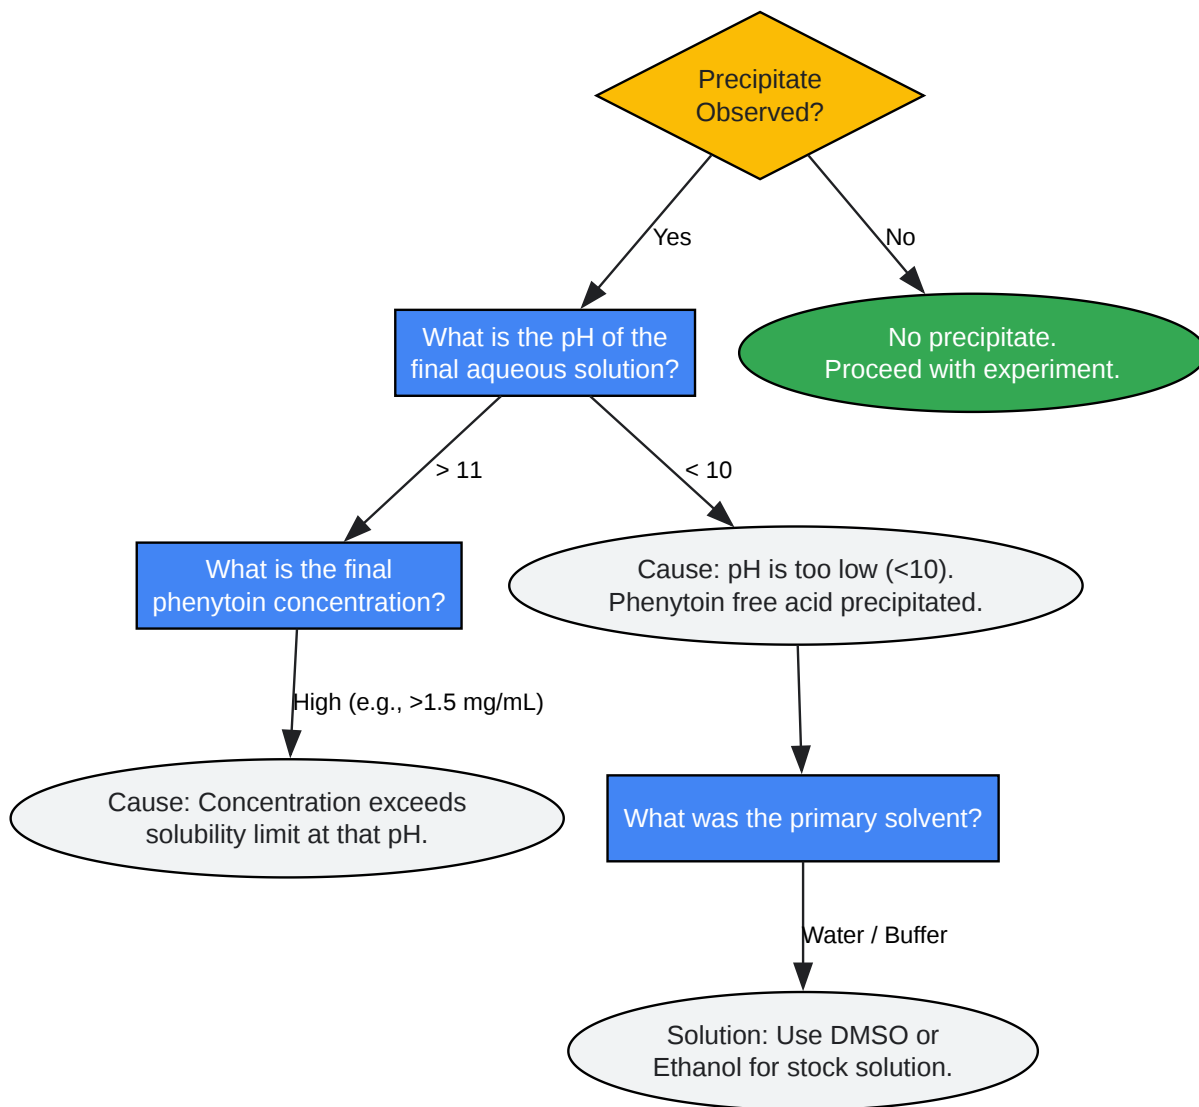 Precipitate
Observed?
Yes
No
What is the pH of the
final aqueous solution?
No precipitate.
Proceed with experiment.
> 11
< 10
What is the final
phenytoin concentration?
Cause: pH is too low (<10).
Phenytoin free acid precipitated.
High (e.g., >1.5 mg/mL)
Cause: Concentration exceeds
solubility limit at that pH.
What was the primary solvent?
Water / Buffer
Solution: Use DMSO or
Ethanol for stock solution.